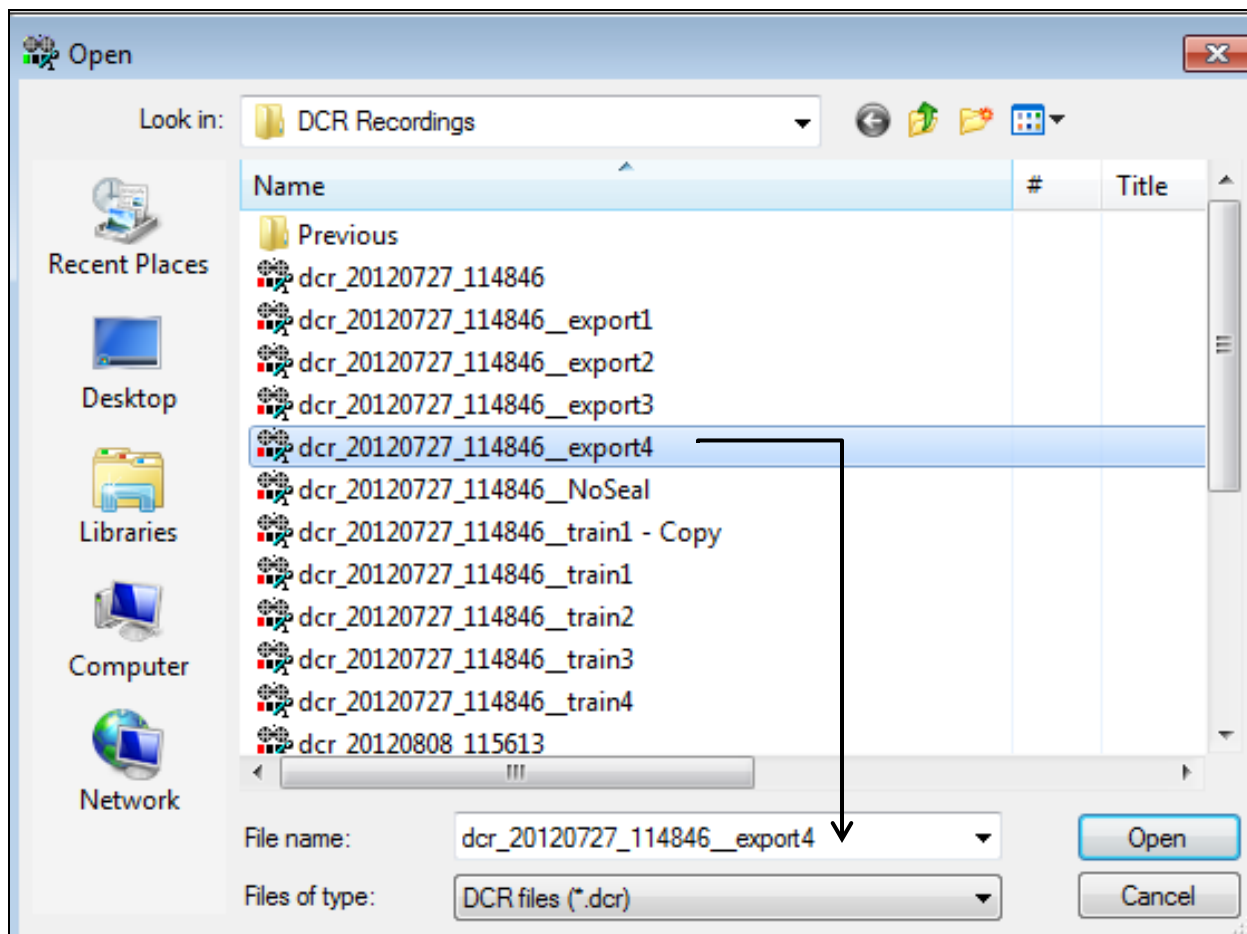 Open
Look in: DCR Recordings
Name # Title
Previous
Recent Places
dcr_20120727_114846
dcr_20120727_114846__export1
dcr_20120727_114846__export2
Desktop
dcr_20120727_114846__export3
dcr_20120727_114846__export4
dcr_20120727_114846__NoSeal
Libraries
dcr_20120727_114846__train1 - Copy
dcr_20120727_114846__train1
dcr_20120727_114846__train2
Computer
dcr_20120727_114846__train3
dcr_20120727_114846__train4
dcr_20120808_115613
Network
File name: dcr_20120727_114846__export4 Open
Files of type: DCR files (*.dcr) Cancel